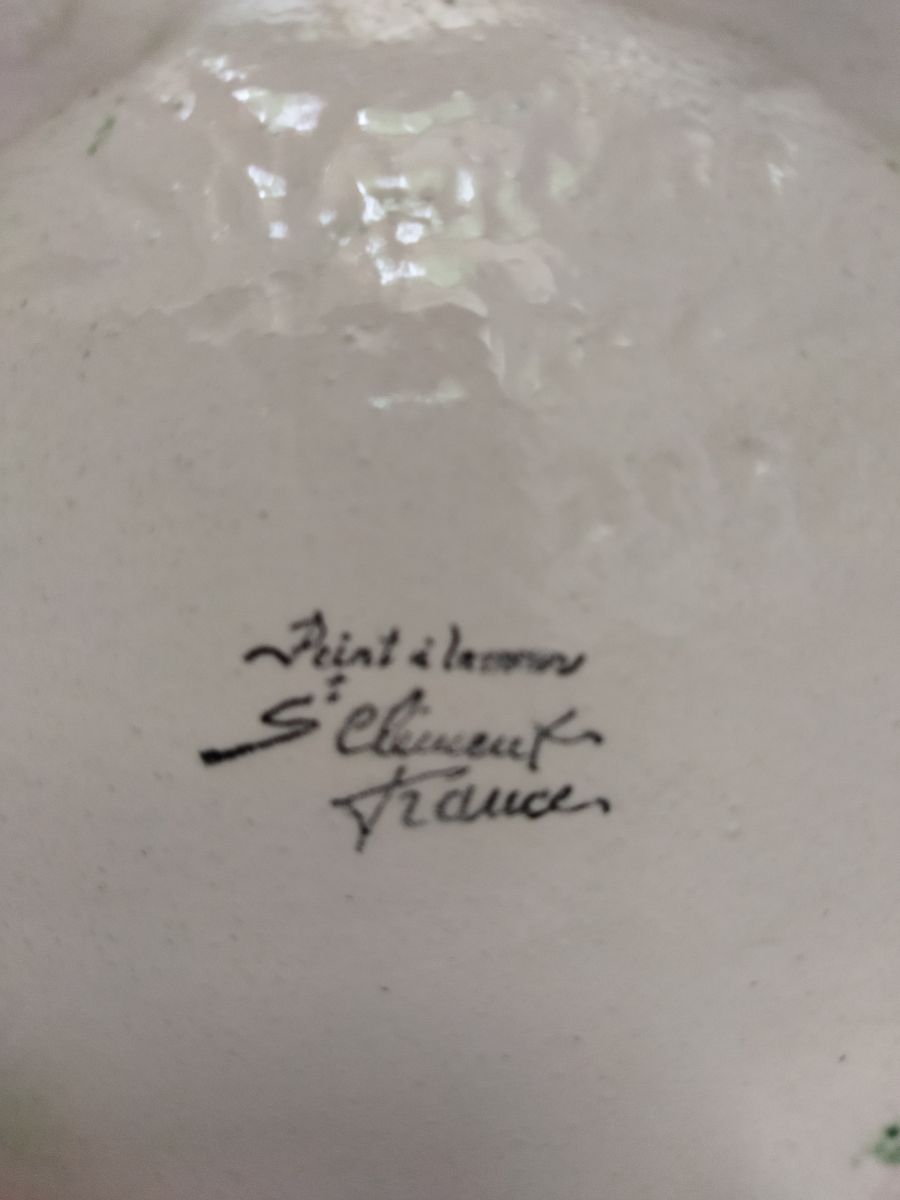 Peint à la main
St Clément
France